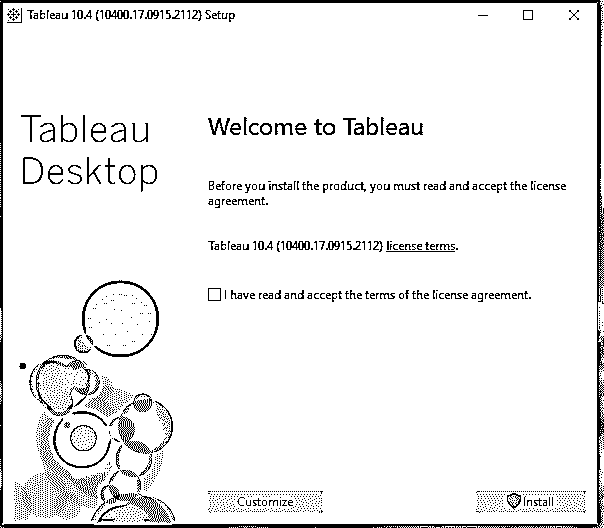 Tableau 10.4 (10400.17.0915.2112) Setup
Tableau
Desktop
Welcome to Tableau
Before you install the product, you must read and accept the license
agreement.
Tableau 10.4 (10400.17.0915.2112) license terms.
I have read and accept the terms of the license agreement.
Customize
Install